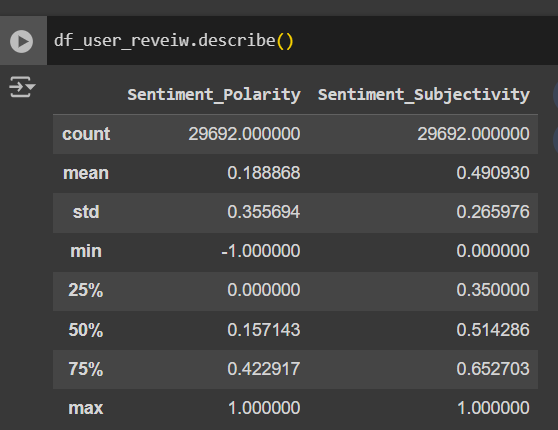 df_user_reveiw.describe()
Sentiment_Polarity Sentiment_Subjectivity
count 29692.000000 29692.000000
mean 0.188868 0.490930
std 0.355694 0.265976
min -1.000000 0.000000
25% 0.000000 0.350000
50% 0.157143 0.514286
75% 0.422917 0.652703
max 1.000000 1.000000